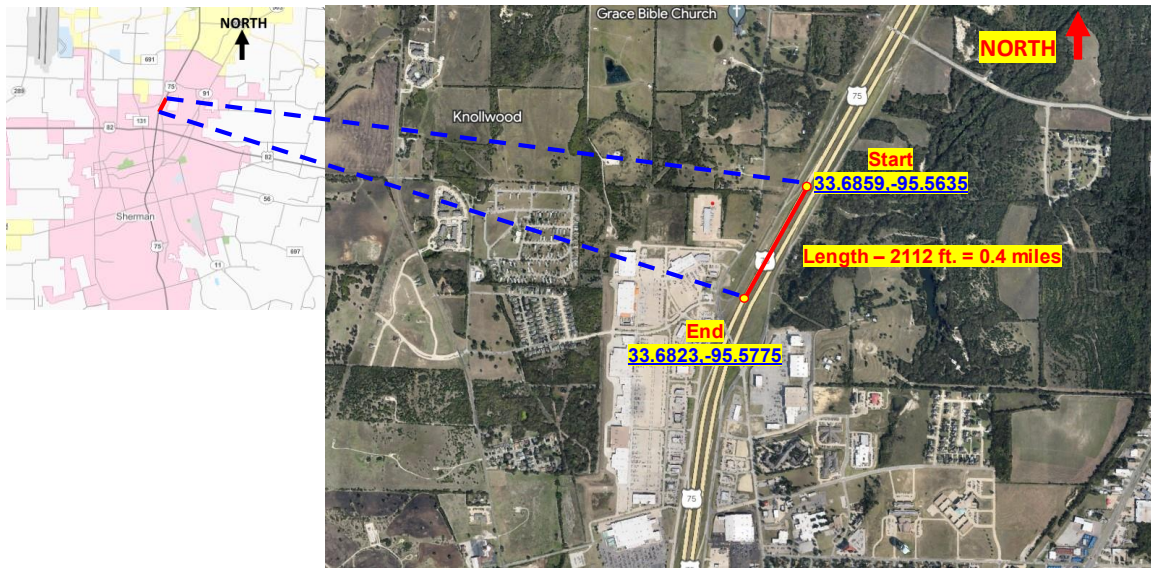 NORTH
691
75
91
289
131
82
82
56
Sherman
75
697
11
Grace Bible Church
NORTH
75
Knollwood
Start
33.6859,-95.5635
Length – 2112 ft. = 0.4 miles
End
33.6823,-95.5775
75